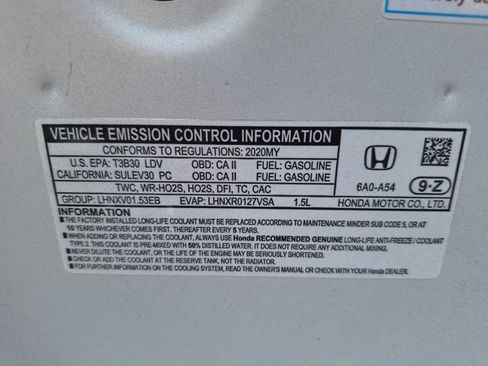 VEHICLE EMISSION CONTROL INFORMATION
CONFORMS TO REGULATIONS: 2020MY
U.S. EPA: T3B30 LDV OBD: CA II FUEL: GASOLINE
CALIFORNIA: SULEV30 PC OBD: CA II FUEL: GASOLINE
TWC, WR-HO2S, HO2S, DFI, TC, CAC
GROUP: LHNXV01.53EB EVAP: LHNXR0127VSA 1.5L
6A0-A54 9-Z
HONDA MOTOR CO., LTD.
INFORMATION
■ THE FACTORY INSTALLED LONG-LIFE COOLANT MUST BE REPLACED ACCORDING TO MAINTENANCE MINDER SUB CODE 5, OR AT
10 YEARS WHICHEVER COMES FIRST. THEREAFTER EVERY 5 YEARS.
■ WHEN ADDING OR REPLACING THE COOLANT, ALWAYS USE Honda RECOMMENDED GENUINE LONG-LIFE ANTI-FREEZE / COOLANT
TYPE 2. THIS COOLANT IS PRE-MIXED WITH 50% DISTILLED WATER. IT DOES NOT REQUIRE ANY ADDITIONAL MIXING.
■ NEVER DILUTE THE COOLANT, OR THE LIFE OF THE ENGINE MAY BE SERIOUSLY SHORTENED.
■ CHECK OR ADD THE COOLANT AT THE RESERVE TANK, NOT THE RADIATOR.
■ FOR FURTHER INFORMATION ON THE COOLING SYSTEM, READ THE OWNER'S MANUAL OR CHECK WITH YOUR Honda DEALER.